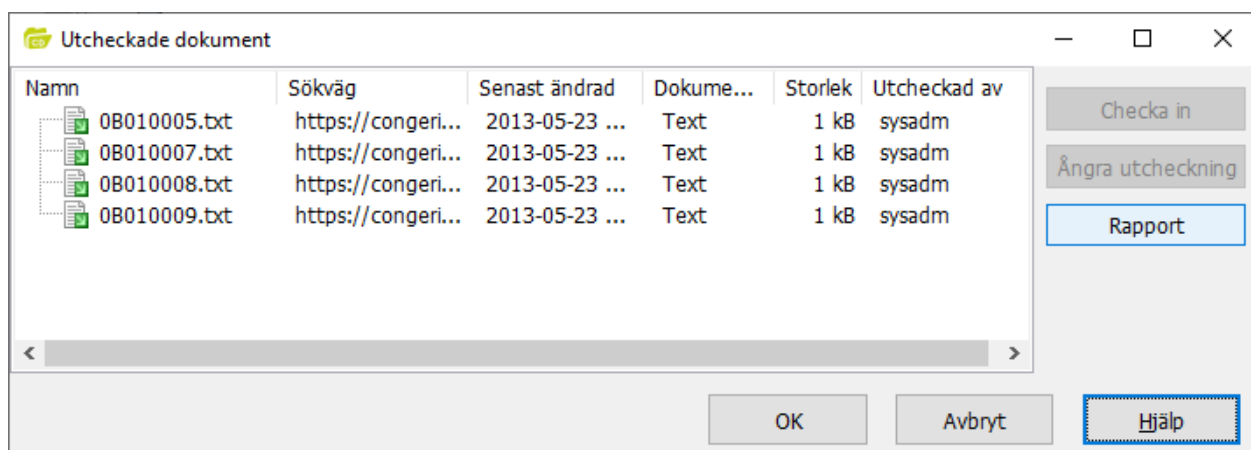 Utcheckade dokument
Namn Sökväg Senast ändrad Dokume... Storlek Utcheckad av
0B010005.txt https://congeri... 2013-05-23 ... Text 1 kB sysadm
0B010007.txt https://congeri... 2013-05-23 ... Text 1 kB sysadm
0B010008.txt https://congeri... 2013-05-23 ... Text 1 kB sysadm
0B010009.txt https://congeri... 2013-05-23 ... Text 1 kB sysadm
Checka in
Ångra utcheckning
Rapport
OK Avbryt Hjälp